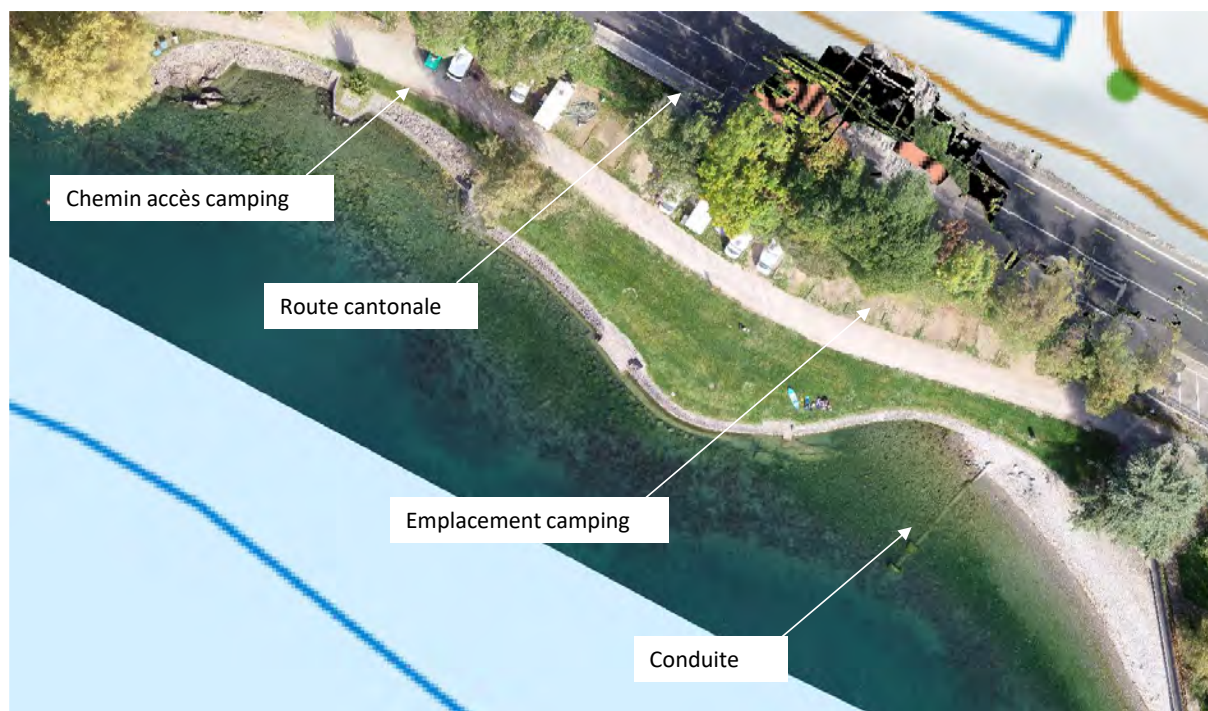 Chemin accès camping
Route cantonale
Emplacement camping
Conduite